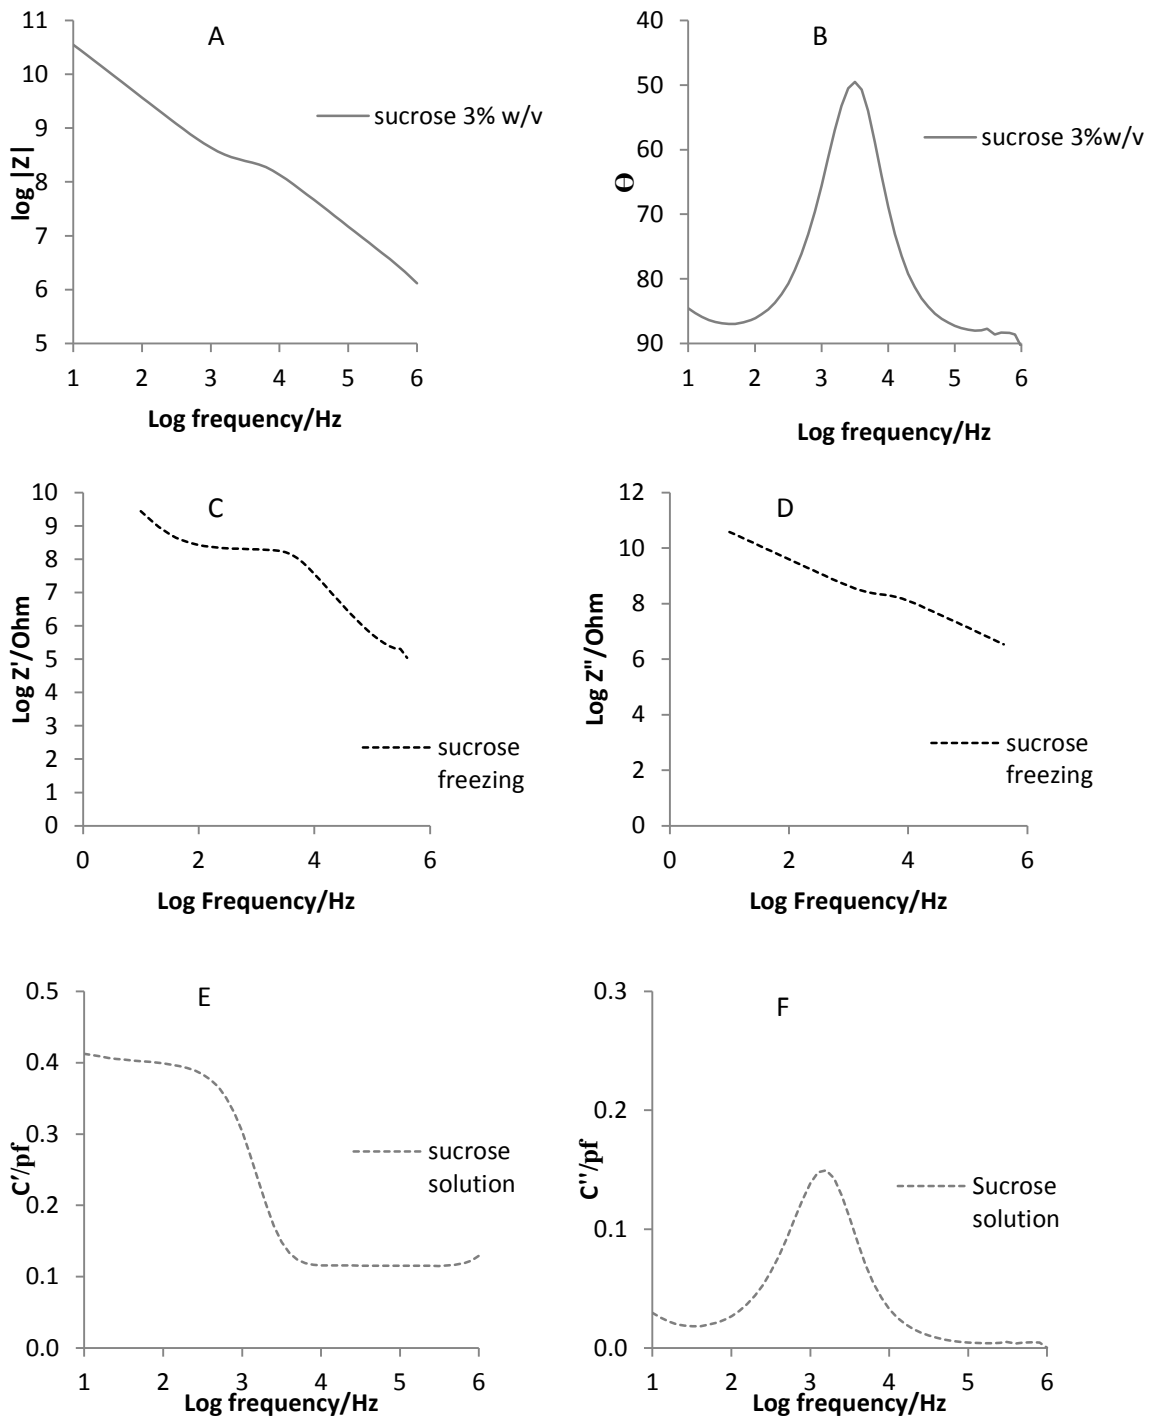 A
11
10
9
8
7
6
5
log |Z|
1 2 3 4 5 6
Log frequency/Hz
sucrose 3% w/v
B
40
50
60
70
80
90
Θ
1 2 3 4 5 6
Log frequency/Hz
sucrose 3%w/v
C
10
9
8
7
6
5
4
3
2
1
0
Log Z'/Ohm
0 2 4 6
Log Frequency/Hz
sucrose
freezing
D
12
10
8
6
4
2
0
Log Z"/Ohm
0 2 4 6
Log Frequency/Hz
sucrose
freezing
E
0.5
0.4
0.3
0.2
0.1
0.0
C'/pf
1 2 3 4 5 6
Log frequency/Hz
sucrose
solution
F
0.3
0.2
0.1
0.0
C''/pf
1 2 3 4 5 6
Log frequency/Hz
Sucrose
solution